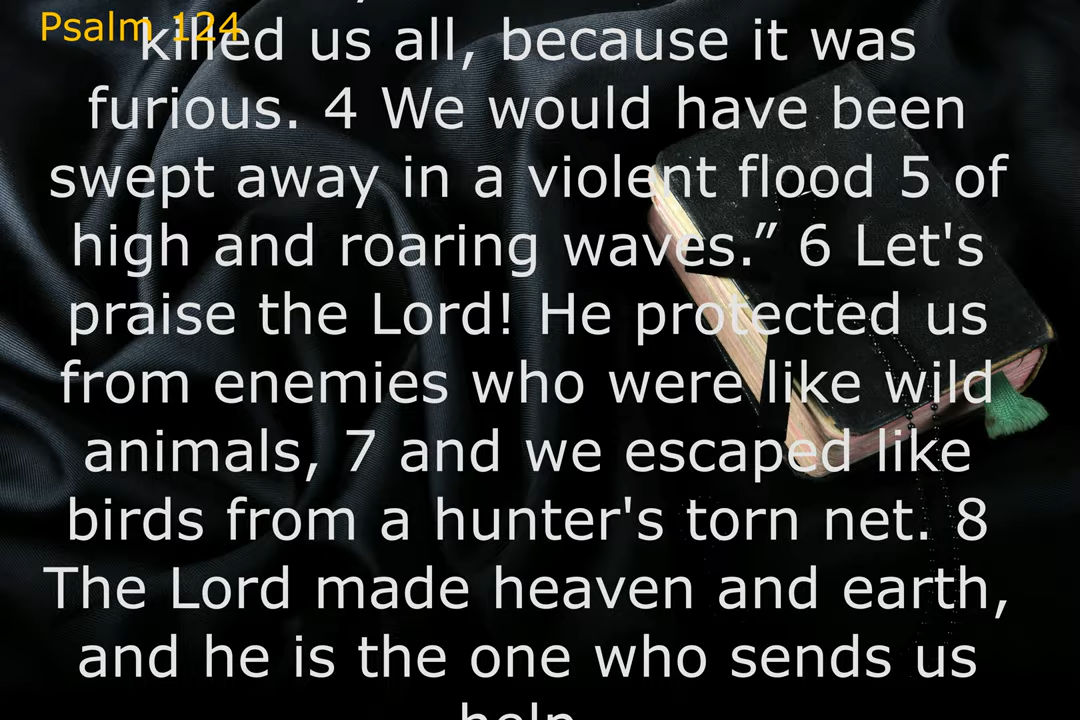 Psalm 124
killed us all, because it was
furious. 4 We would have been
swept away in a violent flood 5 of
high and roaring waves.” 6 Let's
praise the Lord! He protected us
from enemies who were like wild
animals, 7 and we escaped like
birds from a hunter's torn net. 8
The Lord made heaven and earth,
and he is the one who sends us
help.